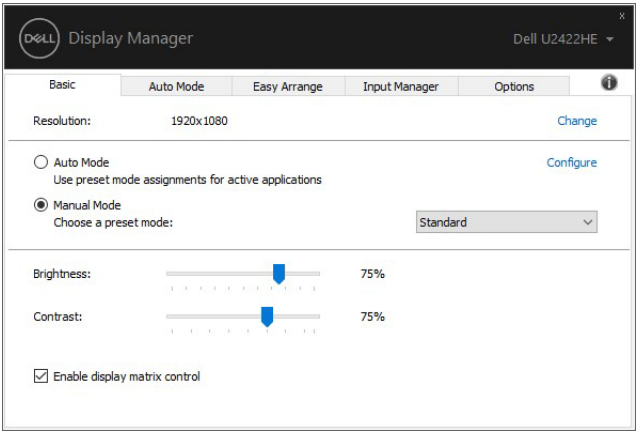 x
DELL Display Manager Dell U2422HE
Basic Auto Mode Easy Arrange Input Manager Options i
Resolution: 1920x1080 Change
Auto Mode Configure
Use preset mode assignments for active applications
Manual Mode
Choose a preset mode: Standard
Brightness: 75%
Contrast: 75%
Enable display matrix control